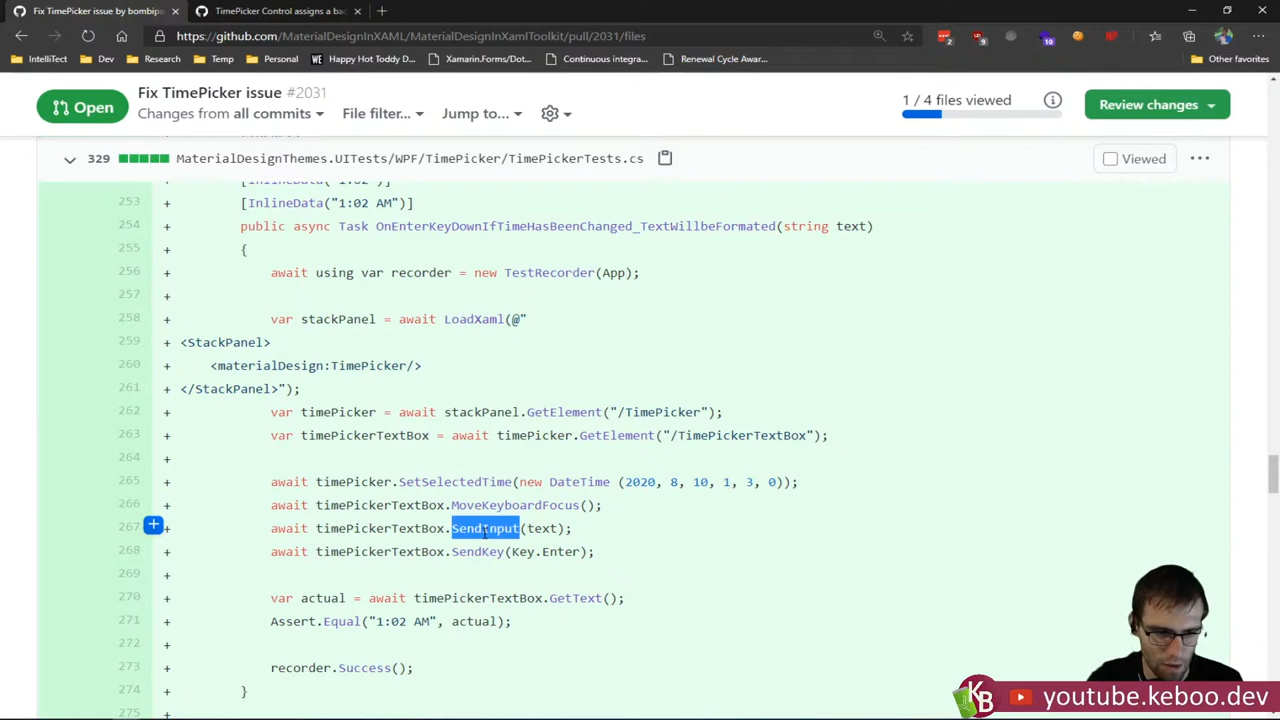 Fix TimePicker issue by bombipa
TimePicker Control assigns a bac
https://github.com/MaterialDesignInXAML/MaterialDesignInXamlToolkit/pull/2031/files
IntelliTect
Dev
Research
Temp
Personal
Happy Hot Toddy D...
Xamarin.Forms/Dot...
Continuous integra...
Renewal Cycle Awar...
Other favorites
Open
Fix TimePicker issue #2031
Changes from all commits File filter... Jump to...
1 / 4 files viewed
Review changes
329 MaterialDesignThemes.UITests/WPF/TimePicker/TimePickerTests.cs
Viewed
[InlineData("1:02")]
253 + [InlineData("1:02 AM")]
254 + public async Task OnEnterKeyDownIfTimeHasBeenChanged_TextWillbeFormated(string text)
255 + {
256 + await using var recorder = new TestRecorder(App);
257 +
258 + var stackPanel = await LoadXaml(@"
259 + <StackPanel>
260 + <materialDesign:TimePicker/>
261 + </StackPanel>");
262 + var timePicker = await stackPanel.GetElement("/TimePicker");
263 + var timePickerTextBox = await timePicker.GetElement("/TimePickerTextBox");
264 +
265 + await timePicker.SetSelectedTime(new DateTime (2020, 8, 10, 1, 3, 0));
266 + await timePickerTextBox.MoveKeyboardFocus();
267 + await timePickerTextBox.SendInput(text);
268 + await timePickerTextBox.SendKey(Key.Enter);
269 +
270 + var actual = await timePickerTextBox.GetText();
271 + Assert.Equal("1:02 AM", actual);
272 +
273 + recorder.Success();
274 + }
275
KB youtube.keboo.dev